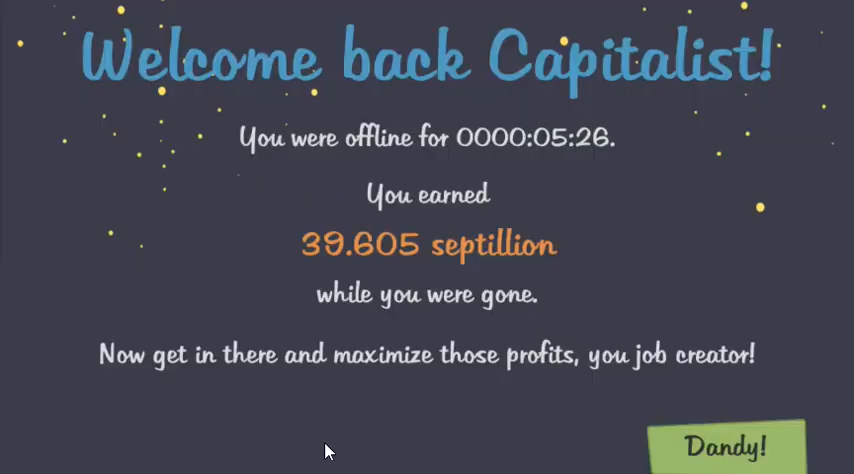 Welcome back Capitalist!
You were offline for 0000:05:26.
You earned
39.605 septillion
while you were gone.
Now get in there and maximize those profits, you job creator!
Dandy!